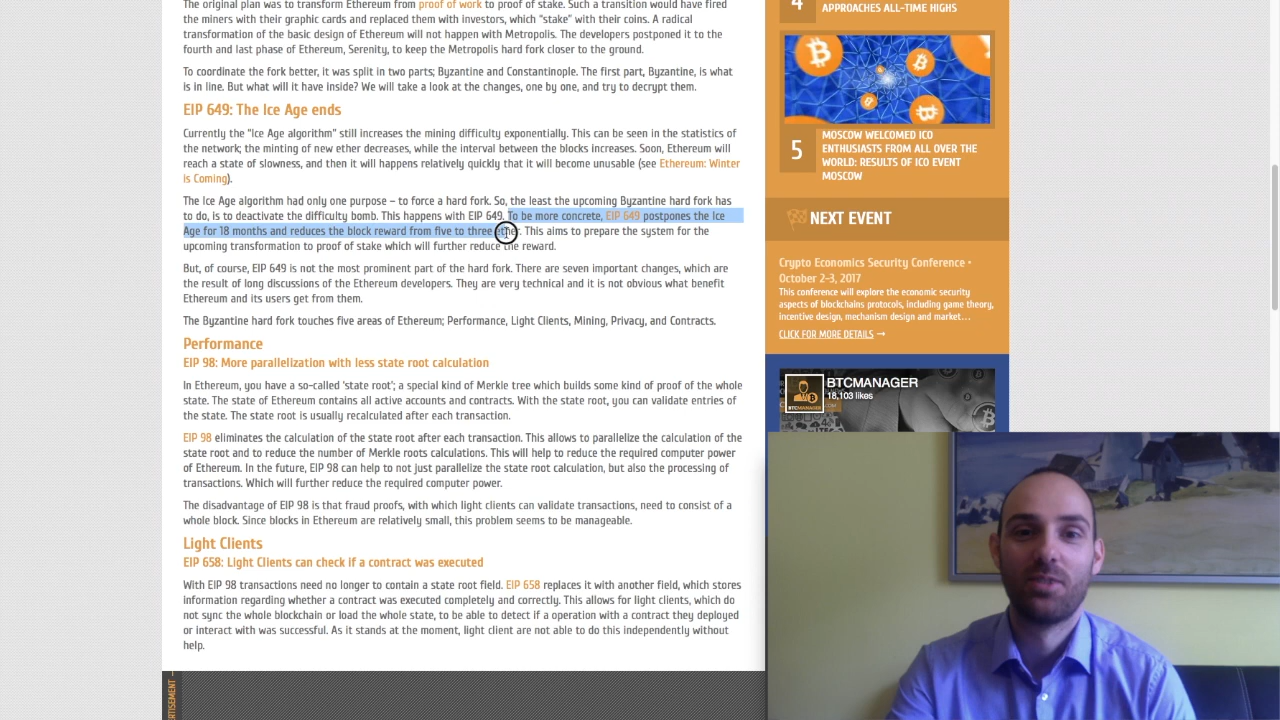 The original plan was to transform Ethereum from proof of work to proof of stake. Such a transition would have fired
the miners with their graphic cards and replaced them with investors, which “stake” with their coins. A radical
transformation of the basic design of Ethereum will not happen with Metropolis. The developers postponed it to the
fourth and last phase of Ethereum, Serenity, to keep the Metropolis hard fork closer to the ground.
To coordinate the fork better, it was split in two parts; Byzantine and Constantinople. The first part, Byzantine, is what
is in line. But what will it have inside? We will take a look at the changes, one by one, and try to decrypt them.
EIP 649: The Ice Age ends
Currently the “Ice Age algorithm” still increases the mining difficulty exponentially. This can be seen in the statistics of
the network; the minting of new ether decreases, while the interval between the blocks increases. Soon, Ethereum will
reach a state of slowness, and then it will happens relatively quickly that it will become unusable (see Ethereum: Winter
is Coming).
The Ice Age algorithm had only one purpose – to force a hard fork. So, the least the upcoming Byzantine hard fork has
to do, is to deactivate the difficulty bomb. This happens with EIP 649. To be more concrete, EIP 649 postpones the Ice
Age for 18 months and reduces the block reward from five to three ether. This aims to prepare the system for the
upcoming transformation to proof of stake which will further reduce the reward.
But, of course, EIP 649 is not the most prominent part of the hard fork. There are seven important changes, which are
the result of long discussions of the Ethereum developers. They are very technical and it is not obvious what benefit
Ethereum and its users get from them.
The Byzantine hard fork touches five areas of Ethereum; Performance, Light Clients, Mining, Privacy, and Contracts.
Performance
EIP 98: More parallelization with less state root calculation
In Ethereum, you have a so-called ‘state root’; a special kind of Merkle tree which builds some kind of proof of the whole
state. The state of Ethereum contains all active accounts and contracts. With the state root, you can validate entries of
the state. The state root is usually recalculated after each transaction.
EIP 98 eliminates the calculation of the state root after each transaction. This allows to parallelize the calculation of the
state root and to reduce the number of Merkle roots calculations. This will help to reduce the required computer power
of Ethereum. In the future, EIP 98 can help to not just parallelize the state root calculation, but also the processing of
transactions. Which will further reduce the required computer power.
The disadvantage of EIP 98 is that fraud proofs, with which light clients can validate transactions, need to consist of a
whole block. Since blocks in Ethereum are relatively small, this problem seems to be manageable.
Light Clients
EIP 658: Light Clients can check if a contract was executed
With EIP 98 transactions need no longer to contain a state root field. EIP 658 replaces it with another field, which stores
information regarding whether a contract was executed completely and correctly. This allows for light clients, which do
not sync the whole blockchain or load the whole state, to be able to detect if a operation with a contract they deployed
or interact with was successful. As it stands at the moment, light client are not able to do this independently without
help.
4
APPROACHES ALL-TIME HIGHS
5
MOSCOW WELCOMED ICO
ENTHUSIASTS FROM ALL OVER THE
WORLD: RESULTS OF ICO EVENT
MOSCOW
NEXT EVENT
Crypto Economics Security Conference •
October 2-3, 2017
This conference will explore the economic security
aspects of blockchains protocols, including game theory,
incentive design, mechanism design and market…
CLICK FOR MORE DETAILS →
BTCMANAGER
18,103 likes
BTCMANAGER